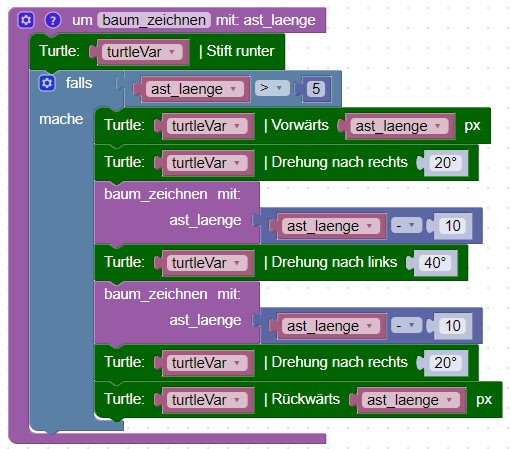 ? um baum_zeichnen mit: ast_laenge
Turtle: turtleVar | Stift runter
falls ast_laenge > 5
mache Turtle: turtleVar | Vorwärts ast_laenge px
Turtle: turtleVar | Drehung nach rechts 20°
baum_zeichnen mit:
ast_laenge ast_laenge - 10
Turtle: turtleVar | Drehung nach links 40°
baum_zeichnen mit:
ast_laenge ast_laenge - 10
Turtle: turtleVar | Drehung nach rechts 20°
Turtle: turtleVar | Rückwärts ast_laenge px